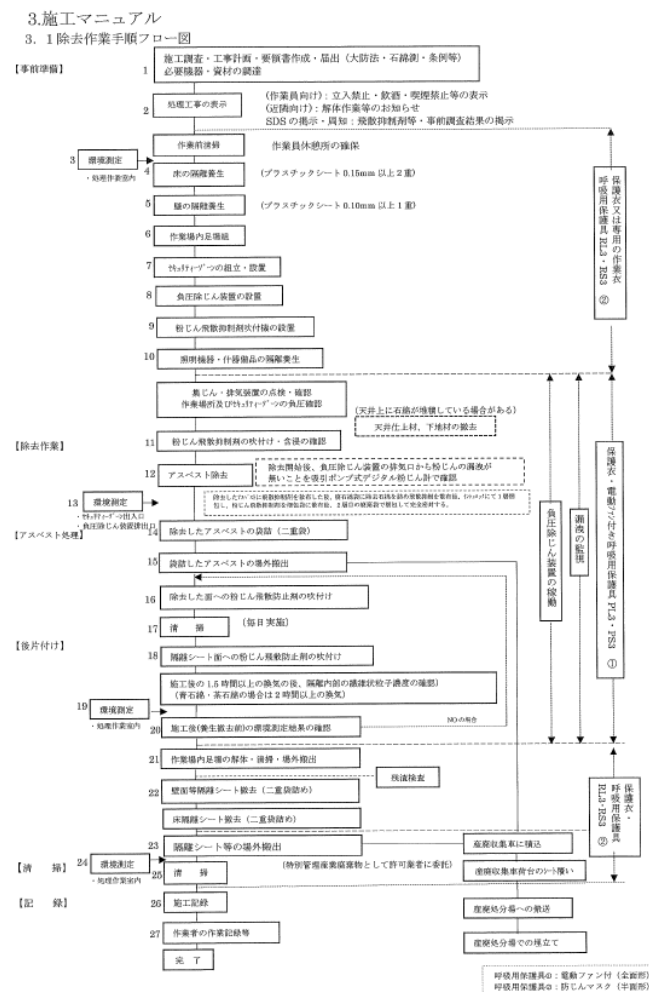 3.施工マニュアル
3.1除去作業手順フロー図
【事前準備】
1 施工調査・工事計画・要領書作成・届出(大防法・石綿則・条例等)
必要機器・資材の調達
2 処理工事の表示
(作業員向け):立入禁止・飲酒・喫煙禁止等の表示
(近隣向け):解体作業等のお知らせ
SDSの掲示・周知:飛散抑制剤等・事前調査結果の掲示
作業前清掃
作業員休憩所の確保
3 環境測定
・処理作業室内
4 床の隔離養生
(プラスチックシート0.15mm以上2重)
5 壁の隔離養生
(プラスチックシート0.10mm以上1重)
6 作業場内足場組
7 セキュリティーゾーンの組立・設置
8 負圧除じん装置の設置
9 粉じん飛散抑制剤吹付機の設置
10 照明機器・什器備品の隔離養生
保護衣又は専用の作業衣
呼吸用保護具RL3・RS3 ②
集じん・排気装置の点検・確認
作業場所及びセキュリティーゾーンの負圧確認
(天井上に石綿が堆積している場合がある)
天井仕上材、下地材の撤去
【除去作業】
11 粉じん飛散抑制剤の吹付け・含浸の確認
12 アスベスト除去
除去開始後、負圧除じん装置の排気口から粉じんの漏洩が
無いことを吸引ポンプ式デジタル粉じん計で確認
13 環境測定
・セキュリティーゾーン出入口
・負圧除じん装置排出口
【アスベスト処理】
14 除去したアスベストの袋詰(二重袋)
15 袋詰したアスベストの場外搬出
16 除去した面への粉じん飛散防止剤の吹付け
17 清 掃
(毎日実施)
負圧除じん装置の稼働
漏洩の監視
保護衣・電動ファン付き呼吸用保護具PL3・PS3 ①
【後片付け】
18 隔離シート面への粉じん飛散防止剤の吹付け
施工後の1.5時間以上の換気の後、隔離内部の繊維状粒子濃度の確認
(青石綿・茶石綿の場合は2時間以上の換気)
19 環境測定
・処理作業室内
20 施工後(養生撤去前)の環境測定結果の確認
NOの場合
21 作業場内足場の解体・清掃・場外搬出
残渣検査
22 壁面等隔離シート撤去(二重袋詰め)
床隔離シート撤去(二重袋詰め)
保護衣・
呼吸用保護具
RL3・RS3 ②
23 隔離シート等の場外搬出
産廃収集車に積込
24 環境測定
・処理作業室内
(特別管理産業廃棄物として許可業者に委託)
【清 掃】
25 清 掃
産廃収集車荷台のシート覆い
【記 録】
26 施工記録
産廃処分場への搬送
27 作業者の作業記録等
産廃処分場での埋立て
完 了
呼吸用保護具①:電動ファン付(全面形)
呼吸用保護具②:防じんマスク(半面形)